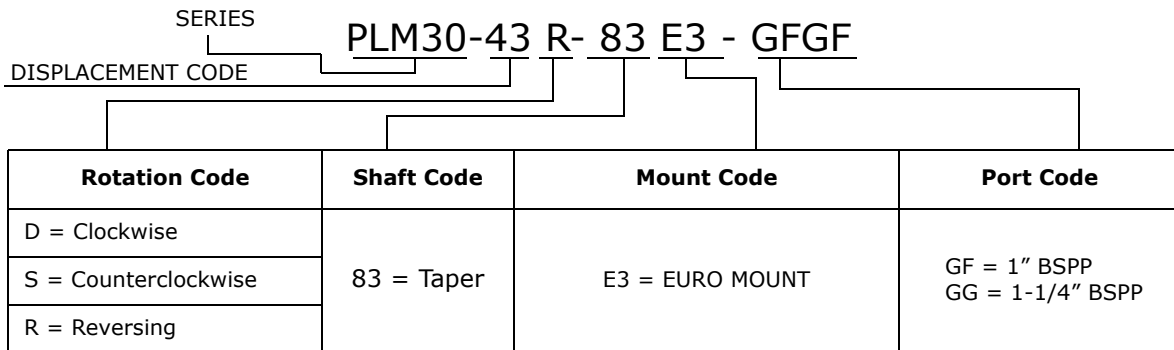 SERIES
PLM30-43 R- 83 E3 - GFGF
DISPLACEMENT CODE
Rotation Code
Shaft Code
Mount Code
Port Code
D = Clockwise
S = Counterclockwise
R = Reversing
83 = Taper
E3 = EURO MOUNT
GF = 1” BSPP
GG = 1-1/4” BSPP